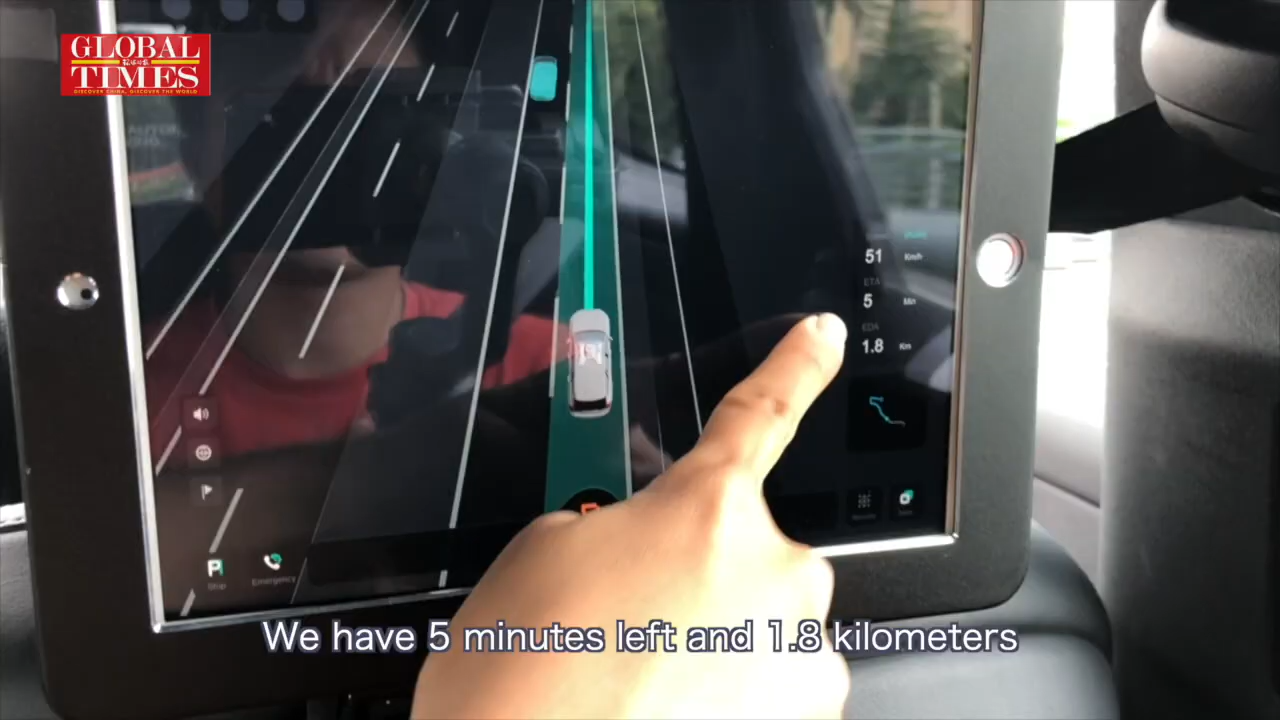 GLOBAL
TIMES
DISCOVER CHINA, DISCOVER THE WORLD
51 Km/h
ETA
5 Min
EDA
1.8 Km
P
Stop
Emergency
We have 5 minutes left and 1.8 kilometers